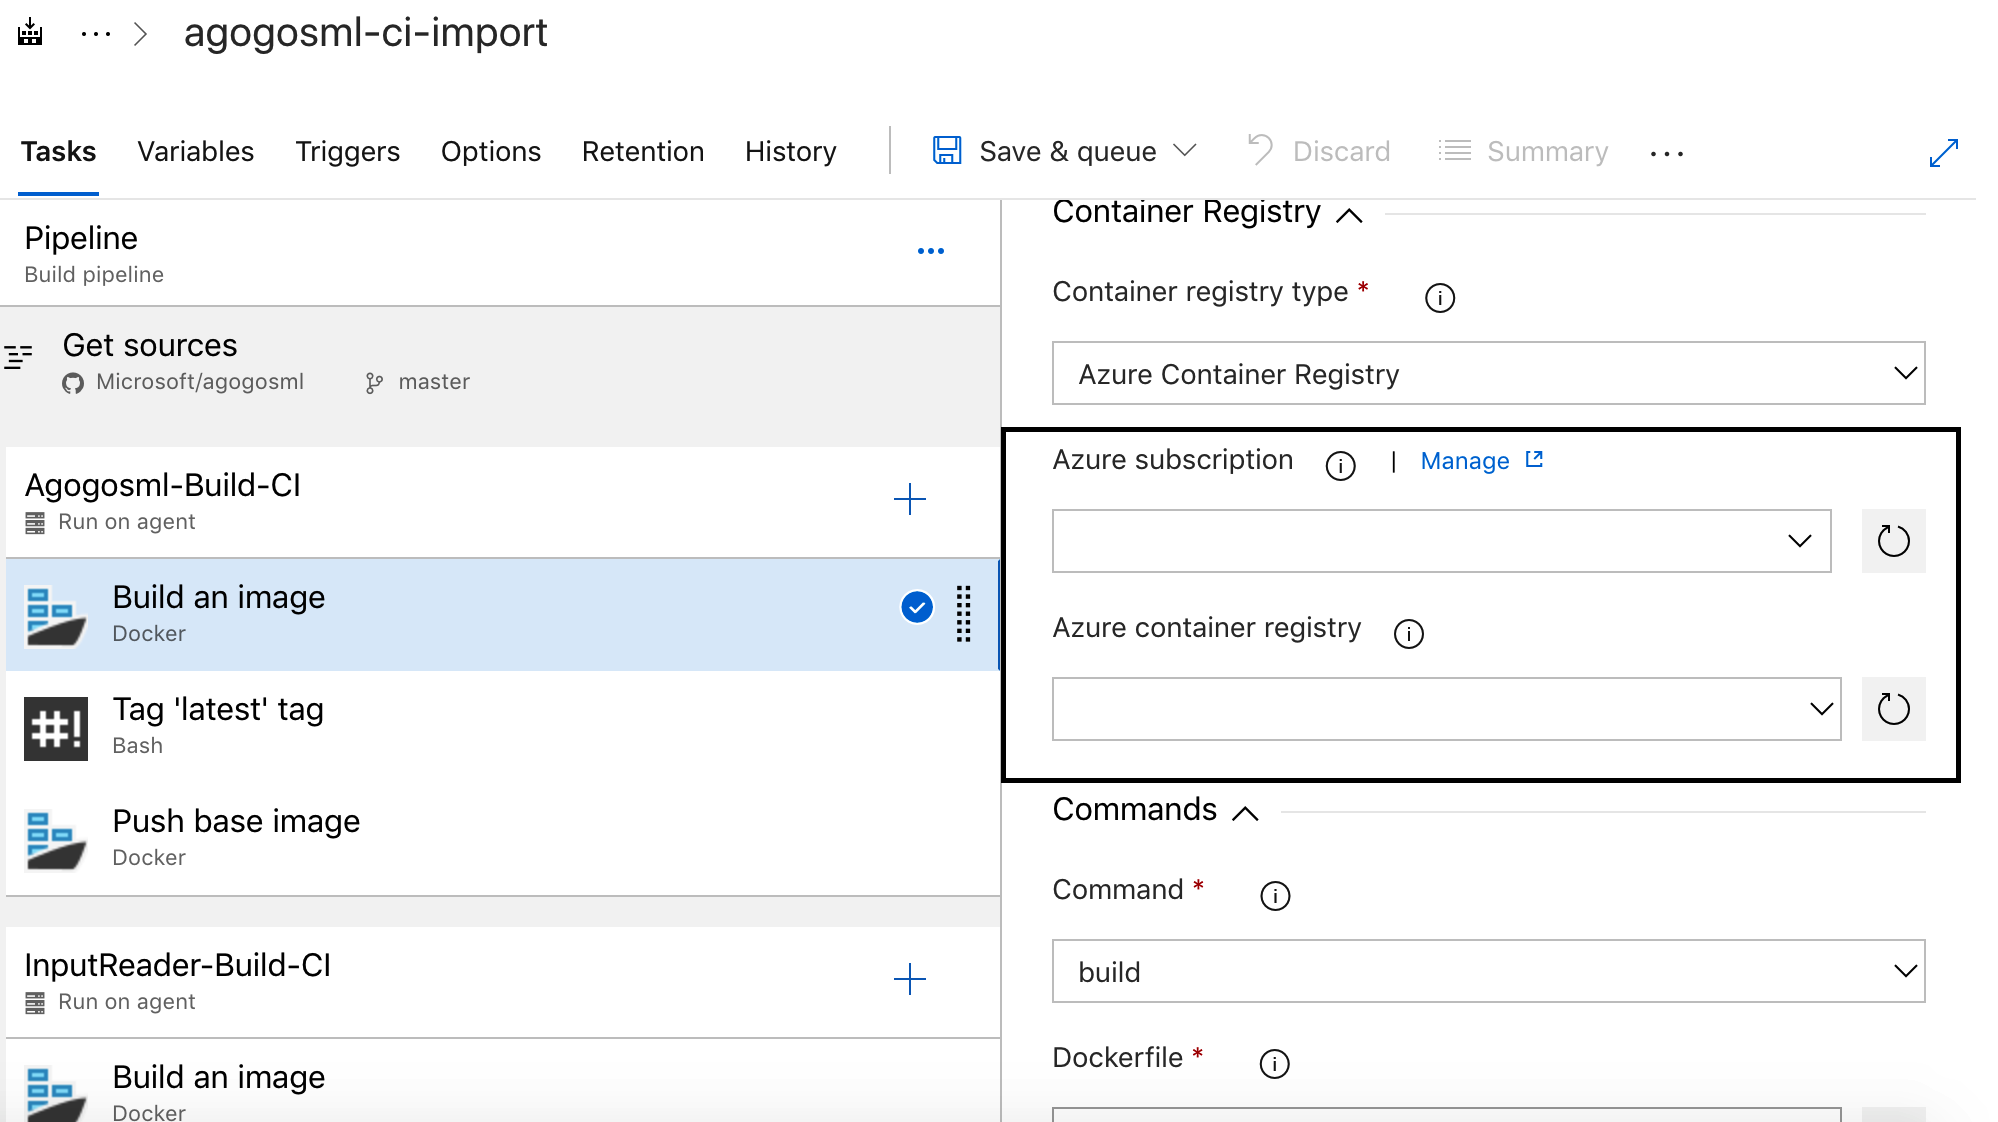 agogosml-ci-import
Tasks Variables Triggers Options Retention History Save & queue Discard Summary
Pipeline
Build pipeline
Get sources
Microsoft/agogosml master
Agogosml-Build-CI
Run on agent
Build an image
Docker
#!
Tag 'latest' tag
Bash
Push base image
Docker
InputReader-Build-CI
Run on agent
Build an image
Docker
Container Registry
Container registry type *
Azure Container Registry
Azure subscription | Manage
Azure container registry
Commands
Command *
build
Dockerfile *